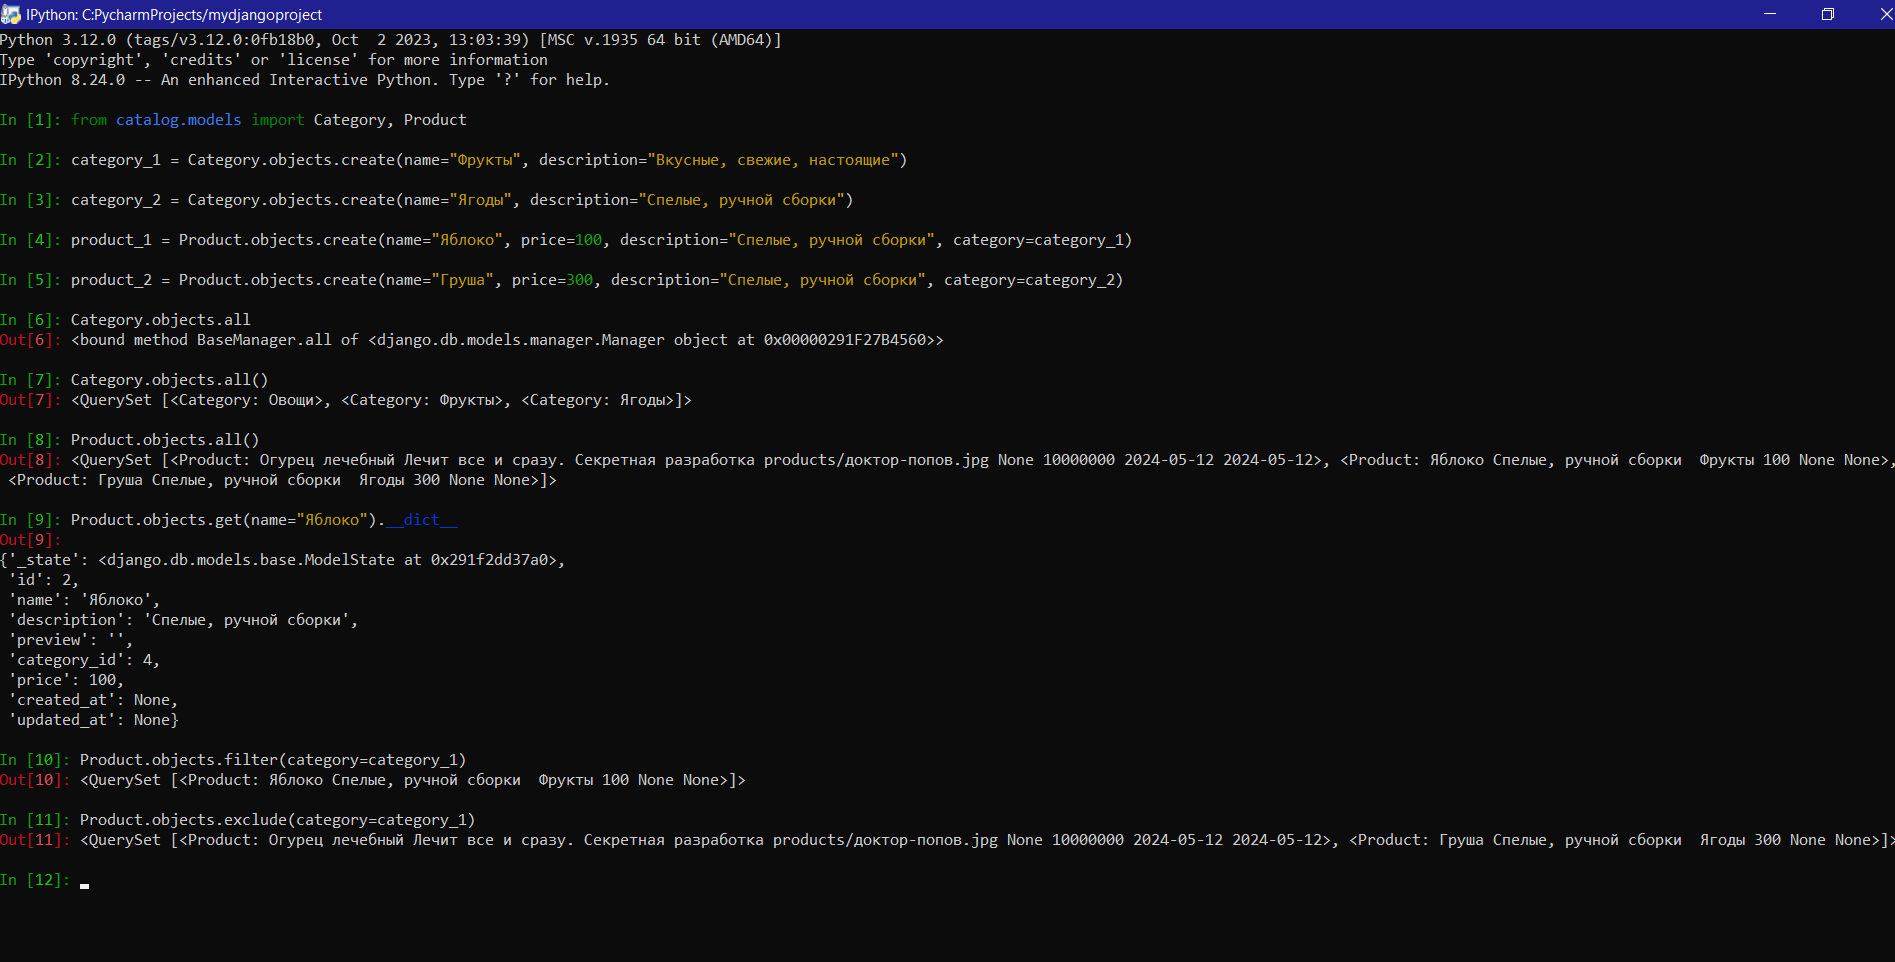 IPython: C:PycharmProjects/mydjangoproject
Python 3.12.0 (tags/v3.12.0:0fb18b0, Oct  2 2023, 13:03:39) [MSC v.1935 64 bit (AMD64)]
Type 'copyright', 'credits' or 'license' for more information
IPython 8.24.0 -- An enhanced Interactive Python. Type '?' for help.
In [1]: from catalog.models import Category, Product
In [2]: category_1 = Category.objects.create(name="Фрукты", description="Вкусные, свежие, настоящие")
In [3]: category_2 = Category.objects.create(name="Ягоды", description="Спелые, ручной сборки")
In [4]: product_1 = Product.objects.create(name="Яблоко", price=100, description="Спелые, ручной сборки", category=category_1)
In [5]: product_2 = Product.objects.create(name="Груша", price=300, description="Спелые, ручной сборки", category=category_2)
In [6]: Category.objects.all
Out[6]: <bound method BaseManager.all of <django.db.models.manager.Manager object at 0x00000291F27B4560>>
In [7]: Category.objects.all()
Out[7]: <QuerySet [<Category: Овощи>, <Category: Фрукты>, <Category: Ягоды>]>
In [8]: Product.objects.all()
Out[8]: <QuerySet [<Product: Огурец лечебный Лечит все и сразу. Секретная разработка products/доктор-попов.jpg None 10000000 2024-05-12 2024-05-12>, <Product: Яблоко Спелые, ручной сборки  Фрукты 100 None None>,
<Product: Груша Спелые, ручной сборки  Ягоды 300 None None>]>
In [9]: Product.objects.get(name="Яблоко").__dict__
Out[9]:
{'_state': <django.db.models.base.ModelState at 0x291f2dd37a0>,
'id': 2,
'name': 'Яблоко',
'description': 'Спелые, ручной сборки',
'preview': '',
'category_id': 4,
'price': 100,
'created_at': None,
'updated_at': None}
In [10]: Product.objects.filter(category=category_1)
Out[10]: <QuerySet [<Product: Яблоко Спелые, ручной сборки  Фрукты 100 None None>]>
In [11]: Product.objects.exclude(category=category_1)
Out[11]: <QuerySet [<Product: Огурец лечебный Лечит все и сразу. Секретная разработка products/доктор-попов.jpg None 10000000 2024-05-12 2024-05-12>, <Product: Груша Спелые, ручной сборки  Ягоды 300 None None>]>
In [12]: